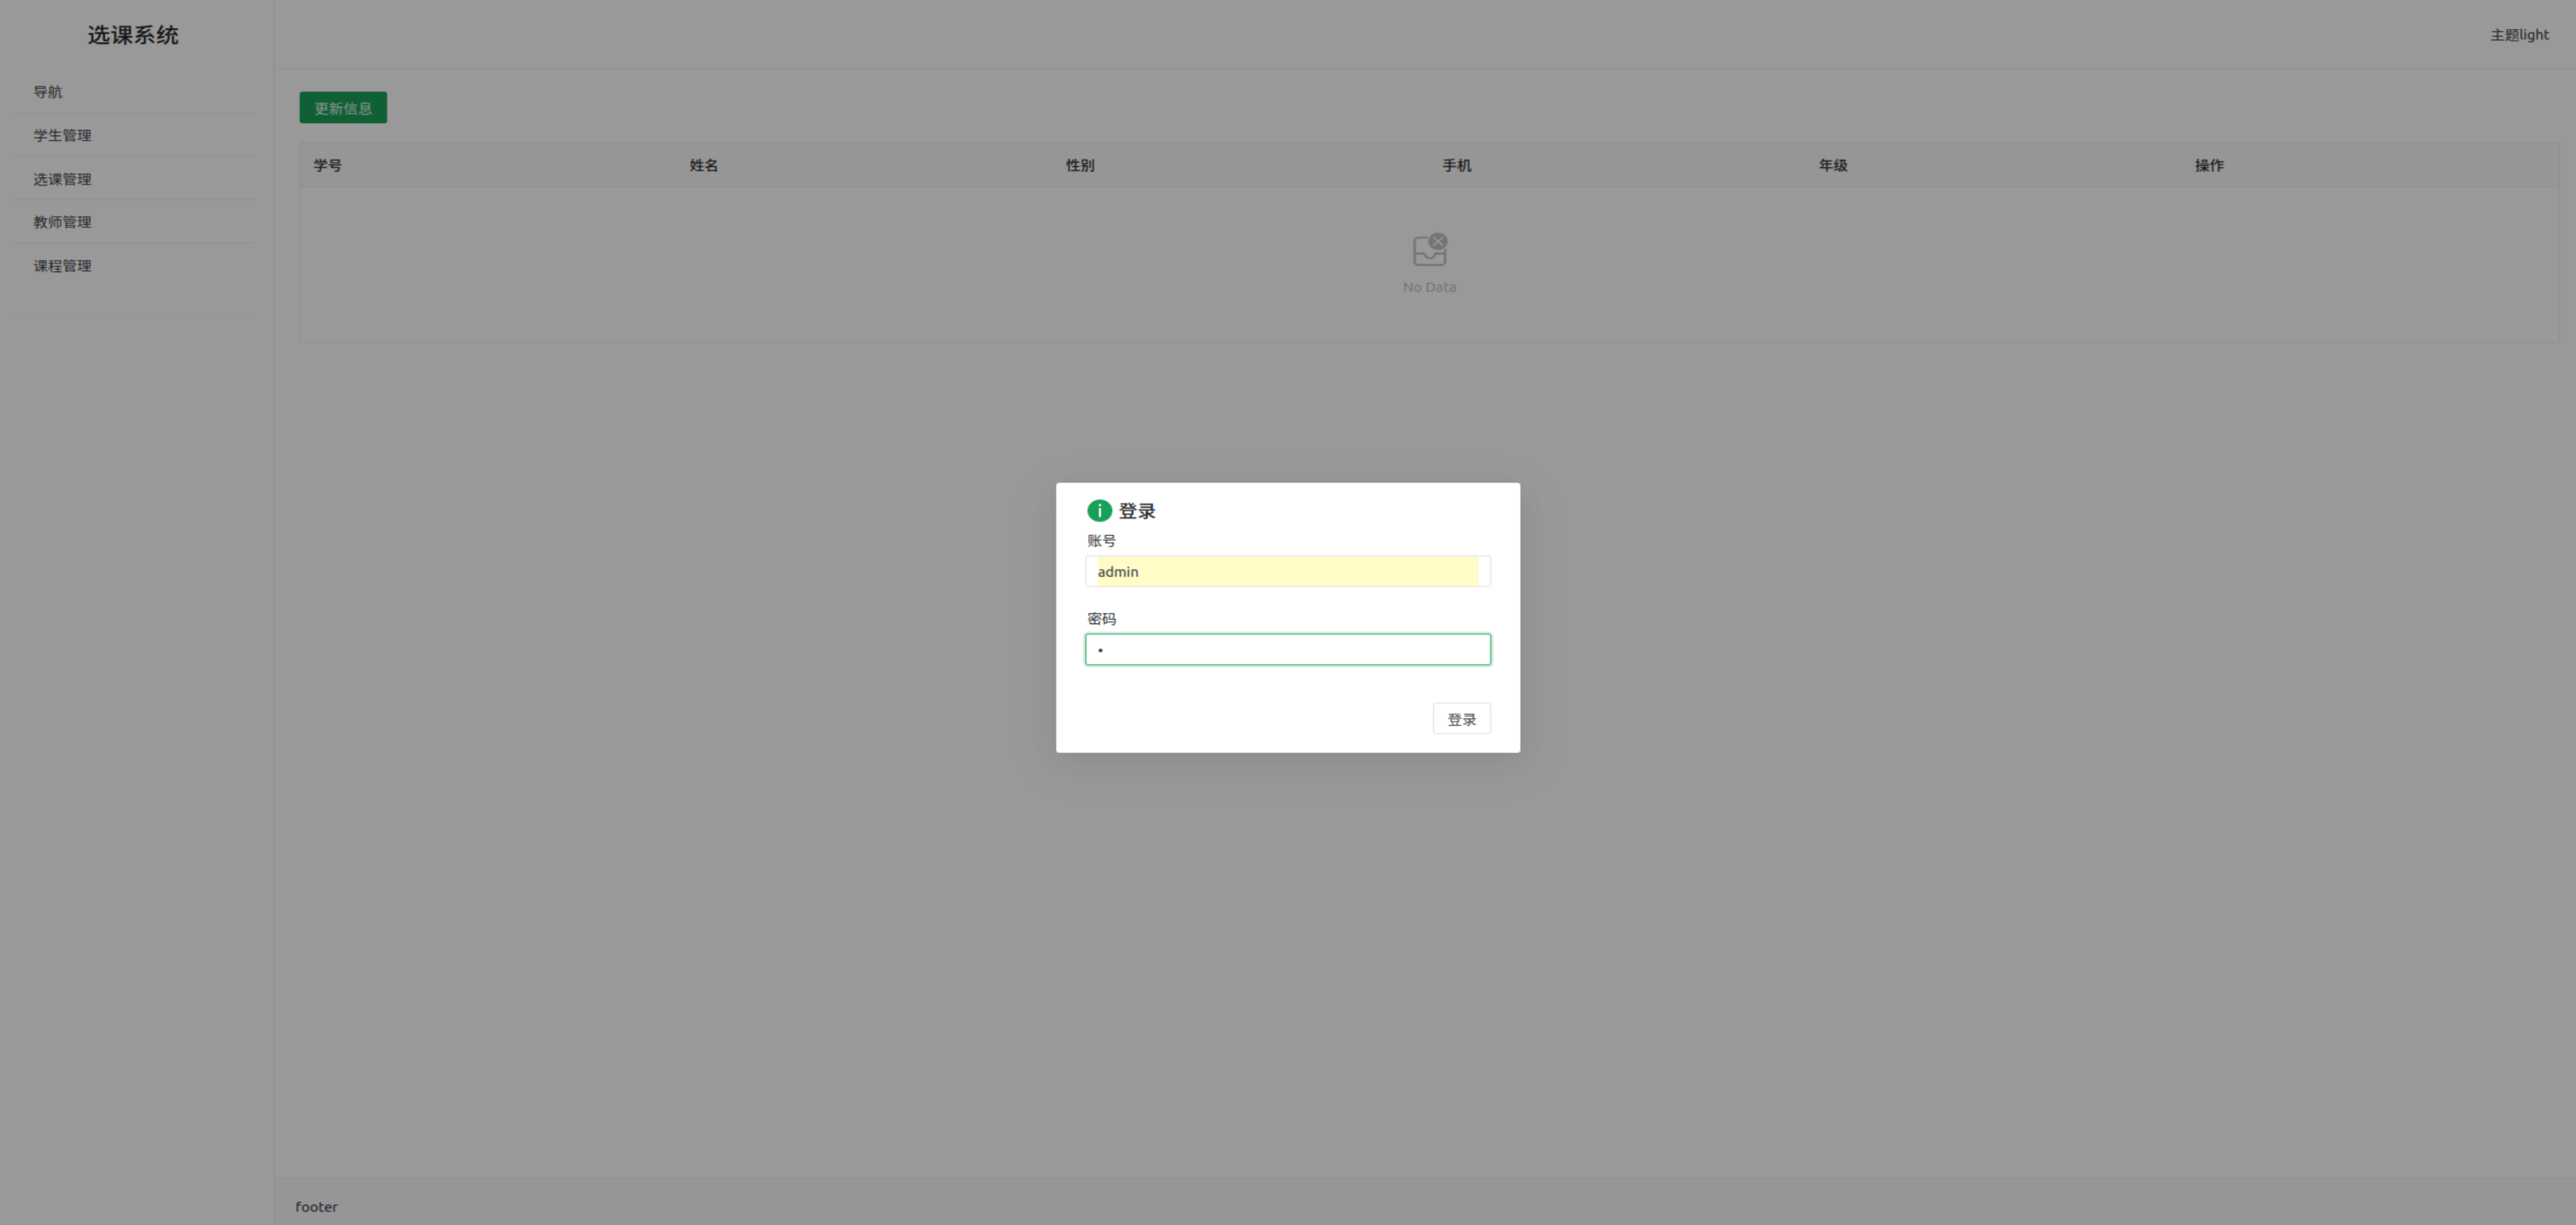 选课系统
主题light
导航
学生管理
选课管理
教师管理
课程管理
更新信息
学号 姓名 性别 手机 年级 操作
No Data
登录
账号
admin
密码
•
登录
footer